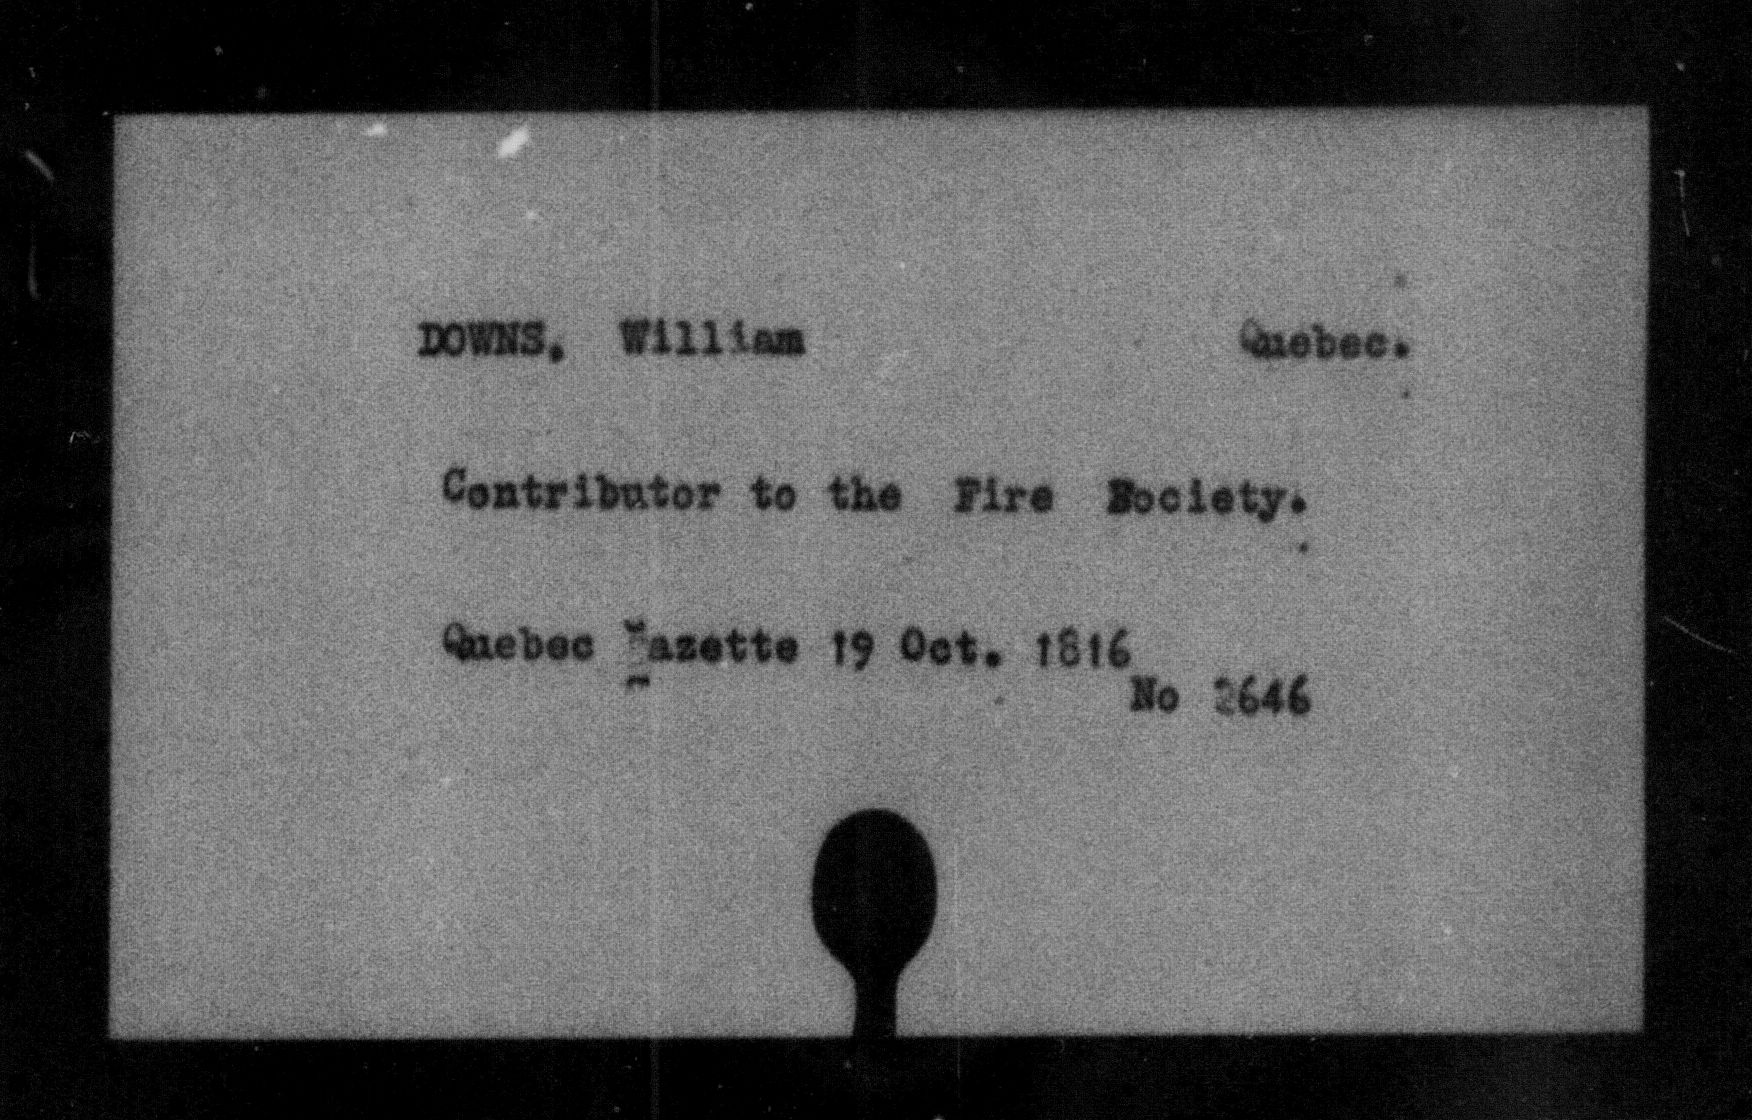 DOWNS, William Quebec.
Contributor to the Fire Society.
Quebec Gazette 19 Oct. 1816
No 2646